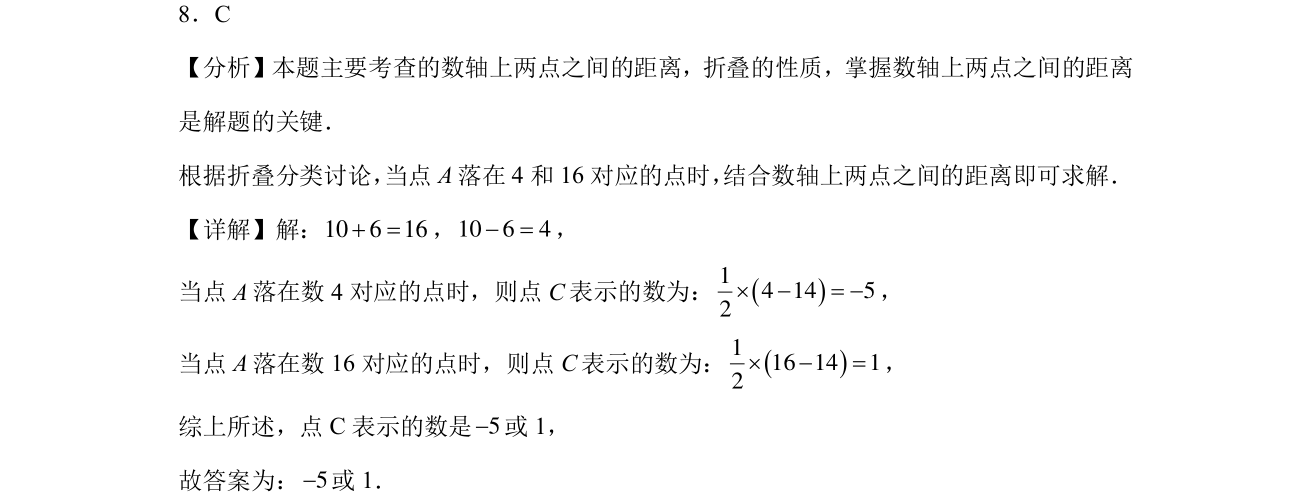 8．C
【分析】本题主要考查的数轴上两点之间的距离，折叠的性质，掌握数轴上两点之间的距离
是解题的关键．
根据折叠分类讨论，当点 A 落在 4 和 16 对应的点时，结合数轴上两点之间的距离即可求解．
【详解】解：10+6=16，10−6=4，
当点 A 落在数 4 对应的点时，则点 C 表示的数为：1/2×(4−14)=−5，
当点 A 落在数 16 对应的点时，则点 C 表示的数为：1/2×(16−14)=1，
综上所述，点 C 表示的数是−5或 1，
故答案为：−5或 1．